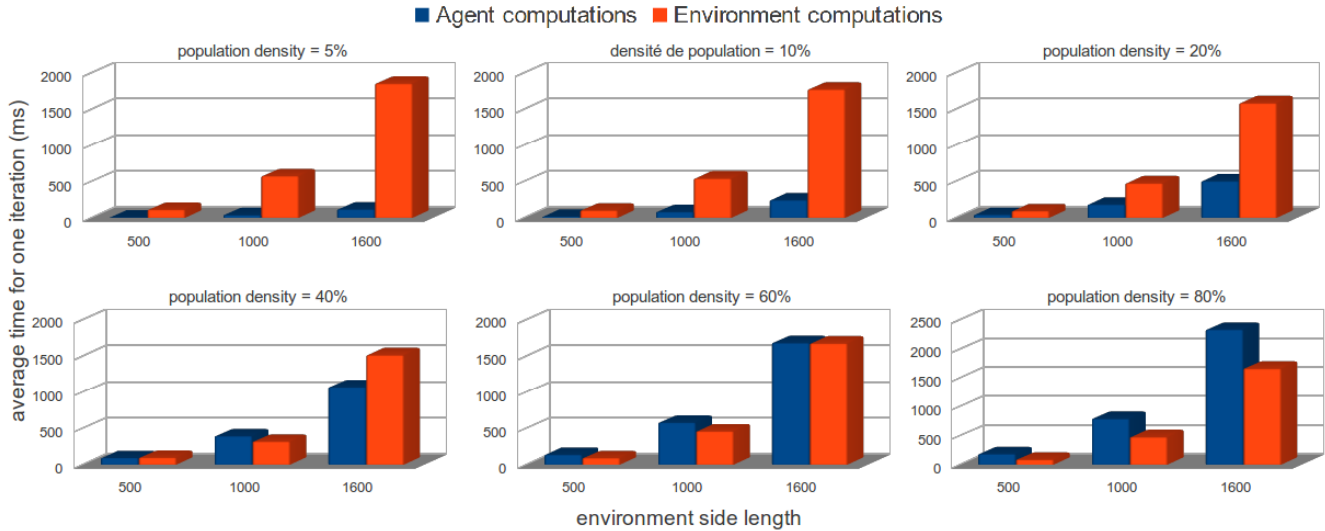 Agent computations Environment computations
average time for one iteration (ms)
population density = 5%
2000
1500
1000
500
0
500 1000 1600
densité de population = 10%
2000
1500
1000
500
0
500 1000 1600
population density = 20%
2000
1500
1000
500
0
500 1000 1600
population density = 40%
2000
1500
1000
500
0
500 1000 1600
population density = 60%
2000
1500
1000
500
0
500 1000 1600
population density = 80%
2500
2000
1500
1000
500
0
500 1000 1600
environment side length